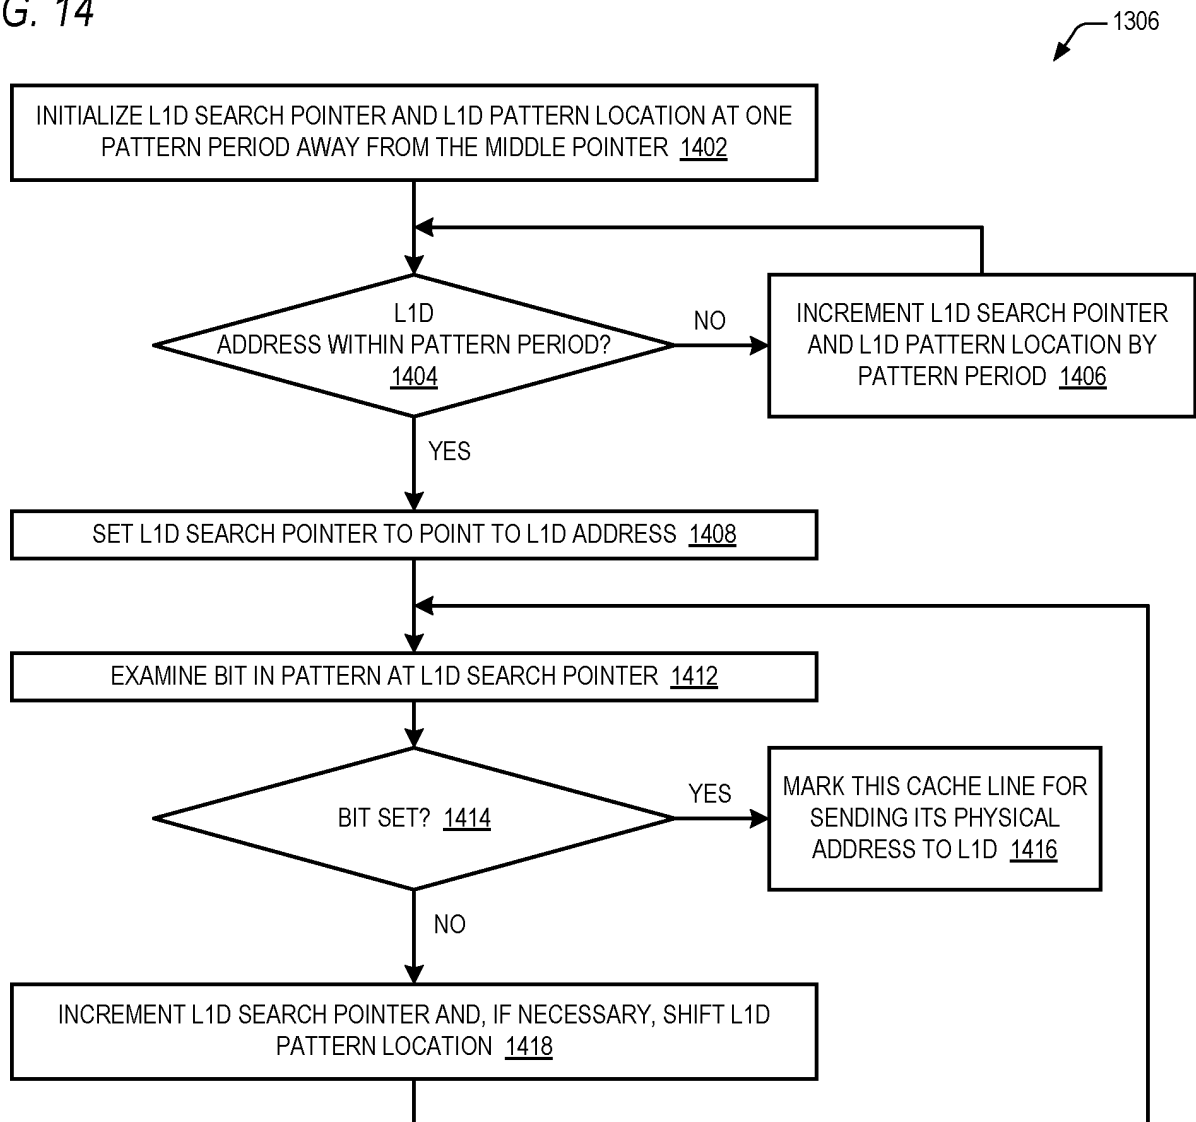 G. 14
1306
INITIALIZE L1D SEARCH POINTER AND L1D PATTERN LOCATION AT ONE
PATTERN PERIOD AWAY FROM THE MIDDLE POINTER 1402
L1D
ADDRESS WITHIN PATTERN PERIOD?
1404
NO
INCREMENT L1D SEARCH POINTER
AND L1D PATTERN LOCATION BY
PATTERN PERIOD 1406
YES
SET L1D SEARCH POINTER TO POINT TO L1D ADDRESS 1408
EXAMINE BIT IN PATTERN AT L1D SEARCH POINTER 1412
BIT SET? 1414
YES
MARK THIS CACHE LINE FOR
SENDING ITS PHYSICAL
ADDRESS TO L1D 1416
NO
INCREMENT L1D SEARCH POINTER AND, IF NECESSARY, SHIFT L1D
PATTERN LOCATION 1418